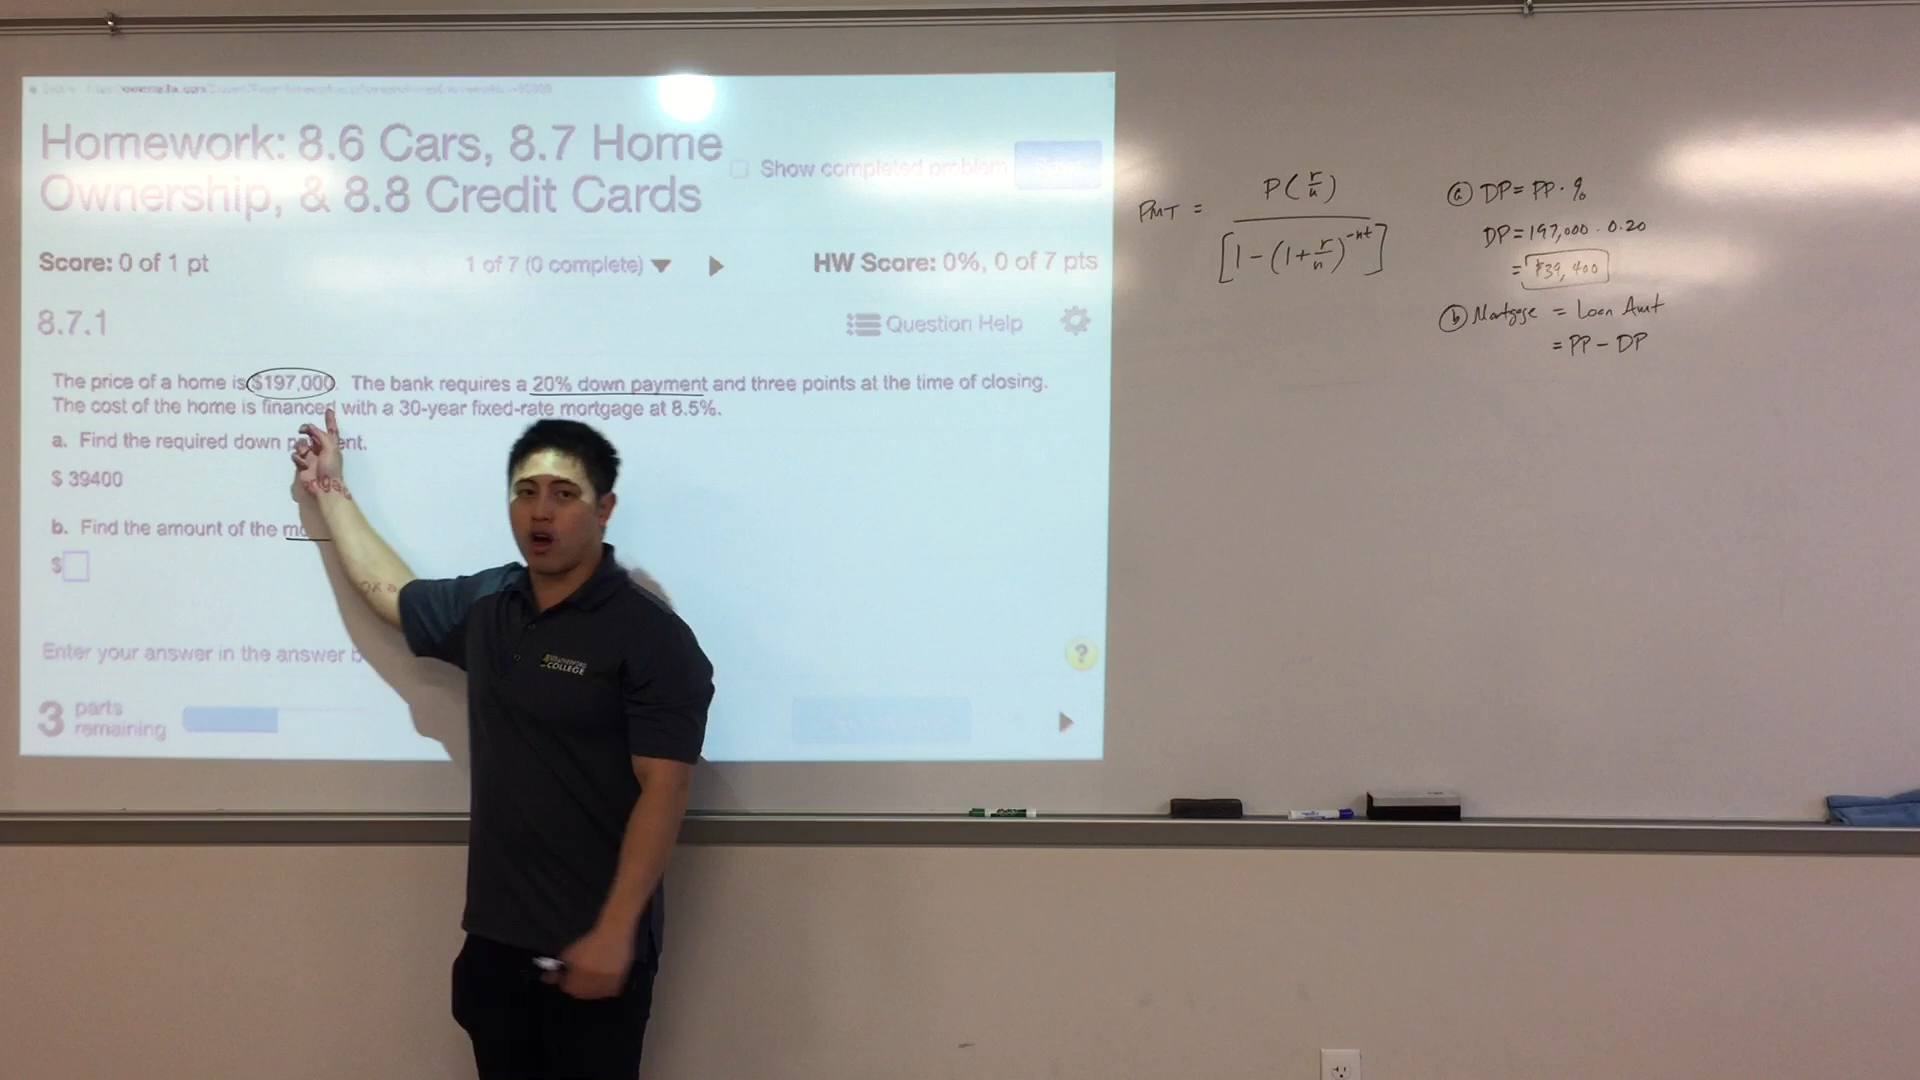 Homework: 8.6 Cars, 8.7 Home
Ownership, & 8.8 Credit Cards
Show completed problem
Save
Score: 0 of 1 pt
1 of 7 (0 complete)
HW Score: 0%, 0 of 7 pts
8.7.1
Question Help
The price of a home is $197,000. The bank requires a 20% down payment and three points at the time of closing.
The cost of the home is financed with a 30-year fixed-rate mortgage at 8.5%.
a. Find the required down payment.
$ 39400
b. Find the amount of the mo
$
Enter your answer in the answer b
3 parts
remaining
?
COLLEGE
PMT = P(r/n) / [1-(1+r/n)^-nt]
ⓐ DP = PP · %
DP = 197,000 · 0.20
= $39,400
ⓑ Mortgage = Loan Amt
= PP - DP